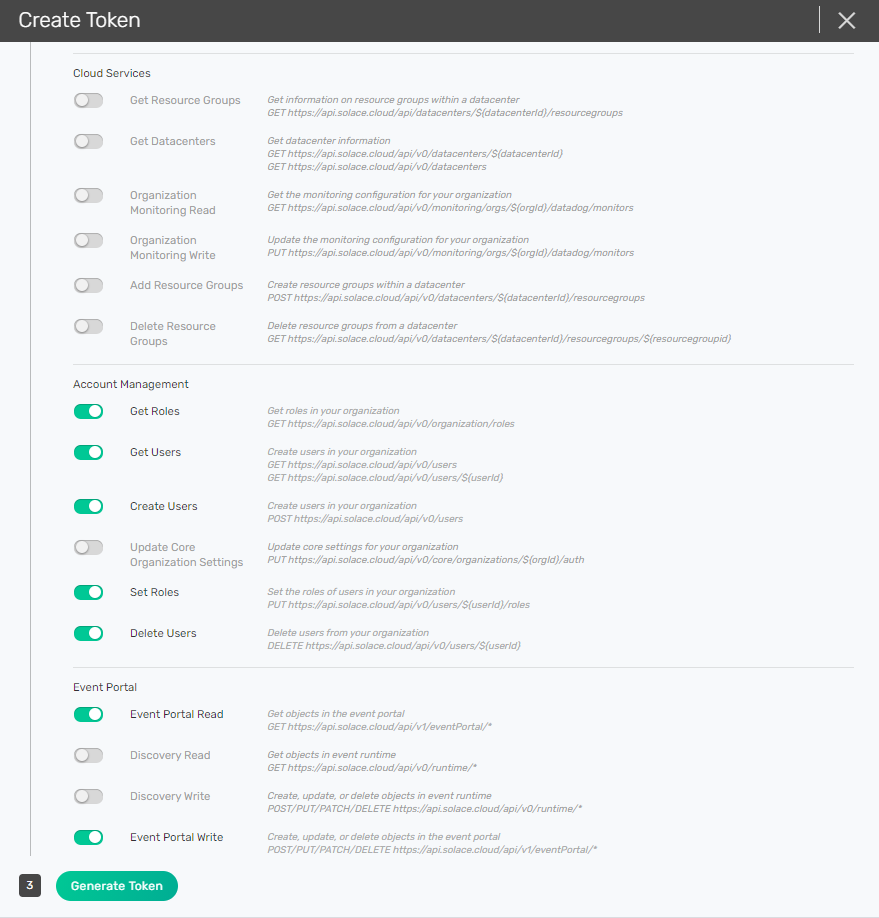 Create Token
Cloud Services
Get Resource Groups
Get information on resource groups within a datacenter
GET https://api.solace.cloud/api/datacenters/${datacenterId}/resourcegroups
Get Datacenters
Get datacenter information
GET https://api.solace.cloud/api/v0/datacenters/${datacenterId}
GET https://api.solace.cloud/api/v0/datacenters
Organization
Monitoring Read
Get the monitoring configuration for your organization
GET https://api.solace.cloud/api/v0/monitoring/orgs/${orgId}/datadog/monitors
Organization
Monitoring Write
Update the monitoring configuration for your organization
PUT https://api.solace.cloud/api/v0/monitoring/orgs/${orgId}/datadog/monitors
Add Resource Groups
Create resource groups within a datacenter
POST https://api.solace.cloud/api/v0/datacenters/${datacenterId}/resourcegroups
Delete Resource
Groups
Delete resource groups from a datacenter
GET https://api.solace.cloud/api/v0/datacenters/${datacenterId}/resourcegroups/${resourcegroupid}
Account Management
Get Roles
Get roles in your organization
GET https://api.solace.cloud/api/v0/organization/roles
Get Users
Create users in your organization
GET https://api.solace.cloud/api/v0/users
GET https://api.solace.cloud/api/v0/users/${userId}
Create Users
Create users in your organization
POST https://api.solace.cloud/api/v0/users
Update Core
Organization Settings
Update core settings for your organization
PUT https://api.solace.cloud/api/v0/core/organizations/${orgId}/auth
Set Roles
Set the roles of users in your organization
PUT https://api.solace.cloud/api/v0/users/${userId}/roles
Delete Users
Delete users from your organization
DELETE https://api.solace.cloud/api/v0/users/${userId}
Event Portal
Event Portal Read
Get objects in the event portal
GET https://api.solace.cloud/api/v1/eventPortal/*
Discovery Read
Get objects in event runtime
GET https://api.solace.cloud/api/v0/runtime/*
Discovery Write
Create, update, or delete objects in event runtime
POST/PUT/PATCH/DELETE https://api.solace.cloud/api/v0/runtime/*
Event Portal Write
Create, update, or delete objects in the event portal
POST/PUT/PATCH/DELETE https://api.solace.cloud/api/v1/eventPortal/*
3
Generate Token